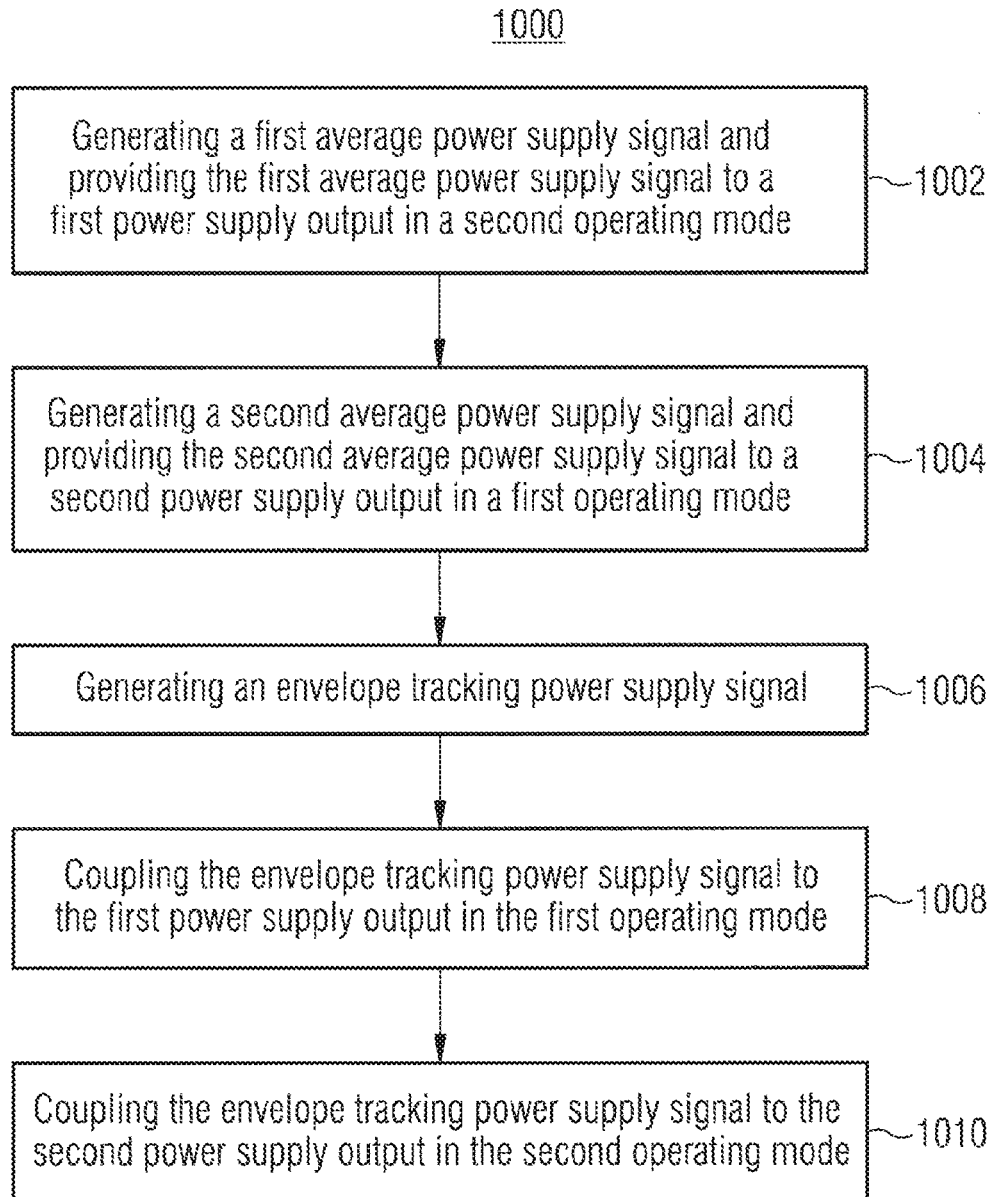 1000
Generating a first average power supply signal and
providing the first average power supply signal to a
first power supply output in a second operating mode
1002
Generating a second average power supply signal and
providing the second average power supply signal to a
second power supply output in a first operating mode
1004
Generating an envelope tracking power supply signal
1006
Coupling the envelope tracking power supply signal to
the first power supply output in the first operating mode
1008
Coupling the envelope tracking power supply signal to the
second power supply output in the second operating mode
1010